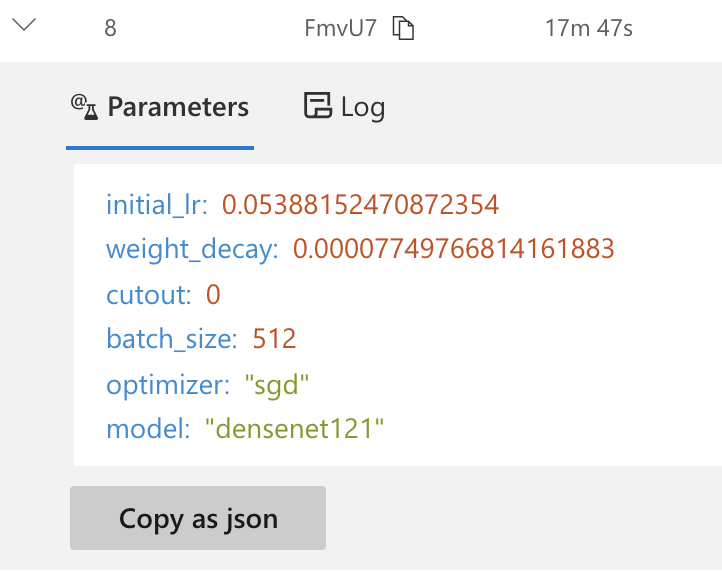 8 FmvU7 17m 47s
Parameters Log
initial_lr: 0.05388152470872354
weight_decay: 0.00007749766814161883
cutout: 0
batch_size: 512
optimizer: "sgd"
model: "densenet121"
Copy as json